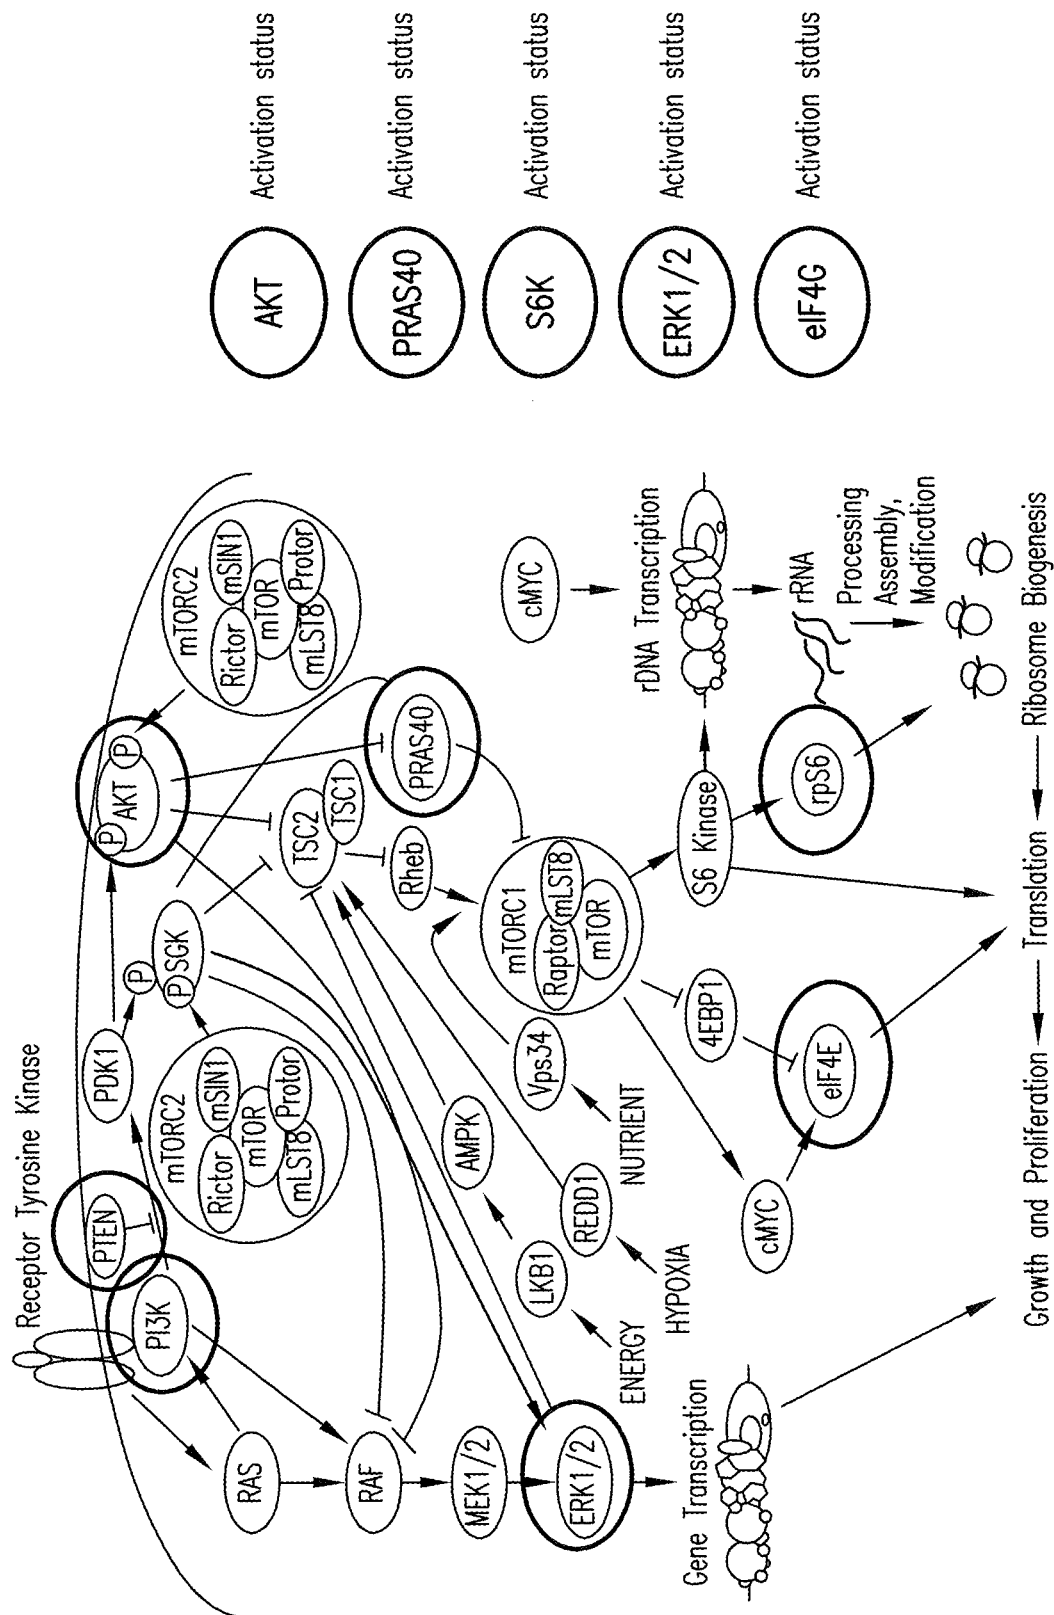 Receptor Tyrosine Kinase
PI3K
PTEN
PDK1
P
AKT
P
RAS
mTORC2
Rictor
mSIN1
mTOR
mLST8
Protor
P
P
SGK
mTORC2
Rictor
mSIN1
mTOR
mLST8
Protor
RAF
TSC2
TSC1
PRAS40
Rheb
MEK1/2
AMPK
LKB1
REDD1
Vps34
mTORC1
Raptor
mLST8
mTOR
cMYC
ERK1/2
ENERGY
HYPOXIA
NUTRIENT
rDNA Transcription
Gene Transcription
cMYC
4EBP1
S6 Kinase
eIF4E
rpS6
rRNA
Processing
Assembly,
Modification
Growth and Proliferation
Translation
Ribosome Biogenesis
AKT
Activation status
PRAS40
Activation status
S6K
Activation status
ERK1/2
Activation status
eIF4G
Activation status